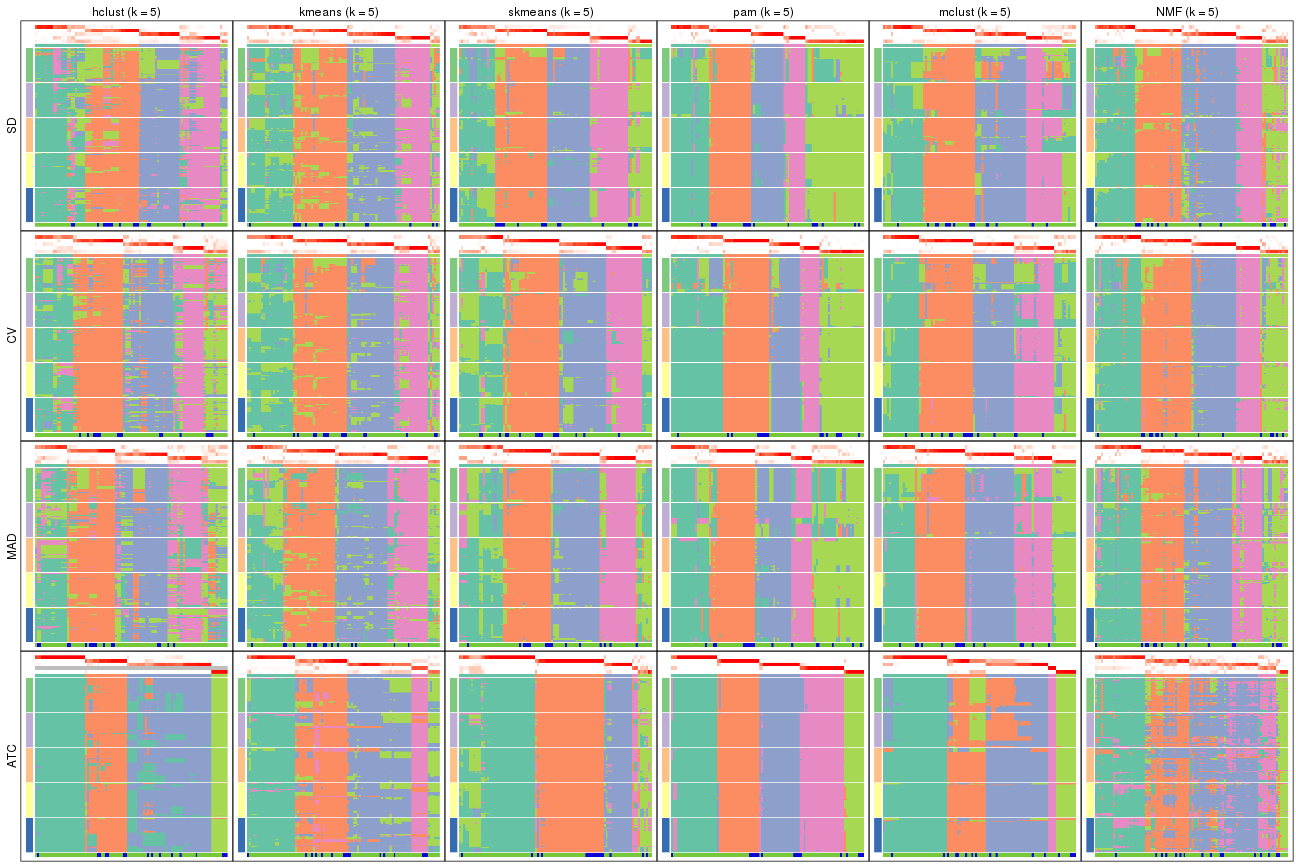 hclust (k = 5)
kmeans (k = 5)
skmeans (k = 5)
pam (k = 5)
mclust (k = 5)
NMF (k = 5)
SD
CV
MAD
ATC